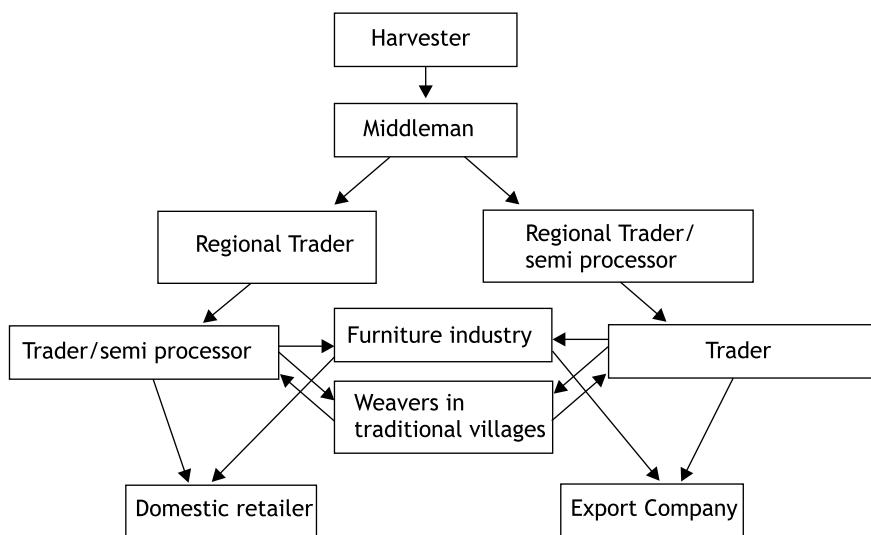 Harvester
Middleman
Regional Trader
Regional Trader/
semi processor
Furniture industry
Trader/semi processor
Trader
Weavers in
traditional villages
Domestic retailer
Export Company